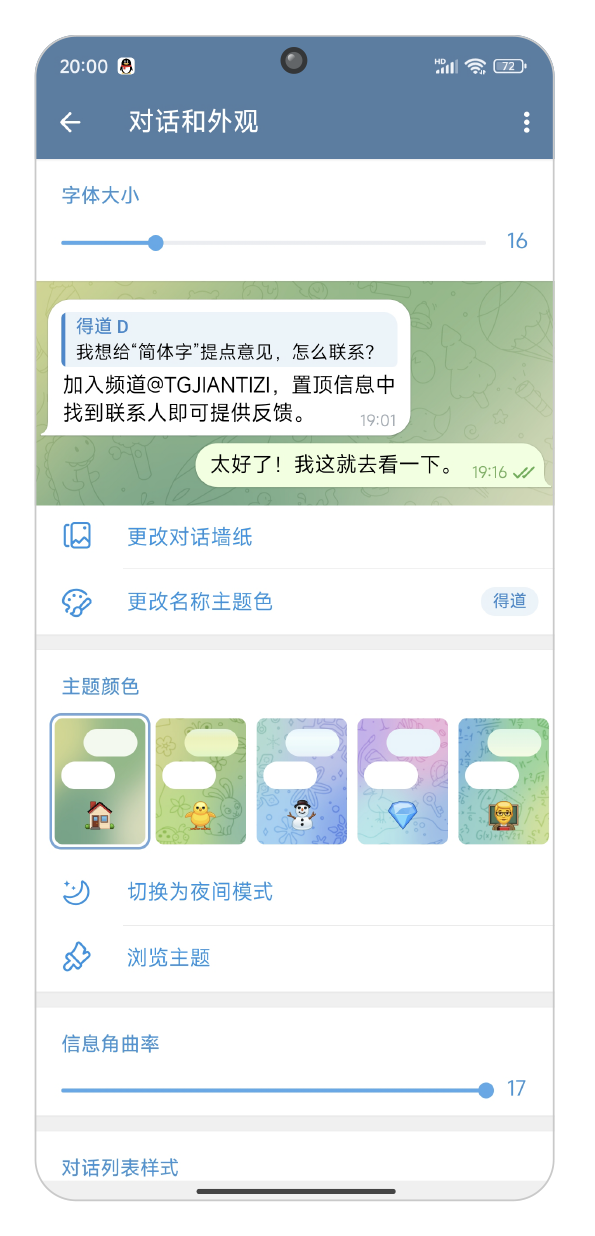 20:00
HD
72
对话和外观
字体大小
16
得道 D
我想给“简体字”提点意见，怎么联系？
加入频道@TGJIANTIZI，置顶信息中
找到联系人即可提供反馈。
19:01
太好了！我这就去看一下。
19:16
更改对话墙纸
更改名称主题色
得道
主题颜色
切换为夜间模式
浏览主题
信息角曲率
17
对话列表样式